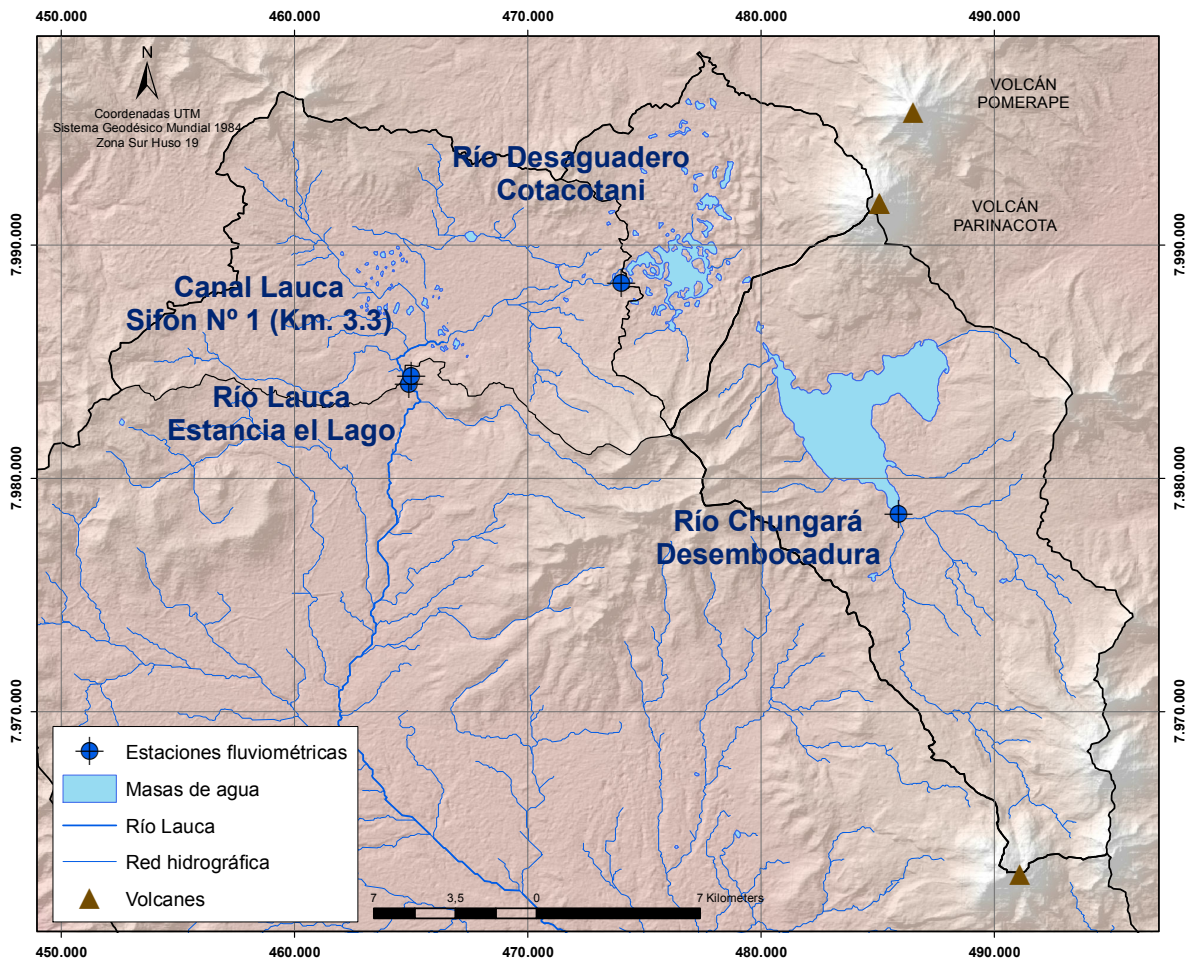 450.000
460.000
470.000
480.000
490.000
N
Coordenadas UTM
Sistema Geodésico Mundial 1984
Zona Sur Huso 19
VOLCÁN
POMERAPE
Río Desaguadero
Cotacotani
VOLCÁN
PARINACOTA
7.990.000
7.990.000
Canal Lauca
Sifón Nº 1 (Km. 3.3)
Río Lauca
Estancia el Lago
7.980.000
7.980.000
Río Chungará
Desembocadura
7.970.000
7.970.000
Estaciones fluviométricas
Masas de agua
Río Lauca
Red hidrográfica
Volcanes
7
3,5
0
7 Kilometers
450.000
460.000
470.000
480.000
490.000